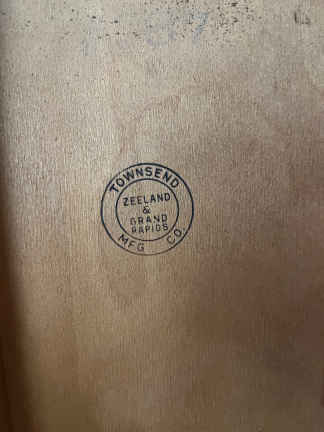 TOWNSEND
ZEELAND
&
GRAND
RAPIDS
MFG CO.